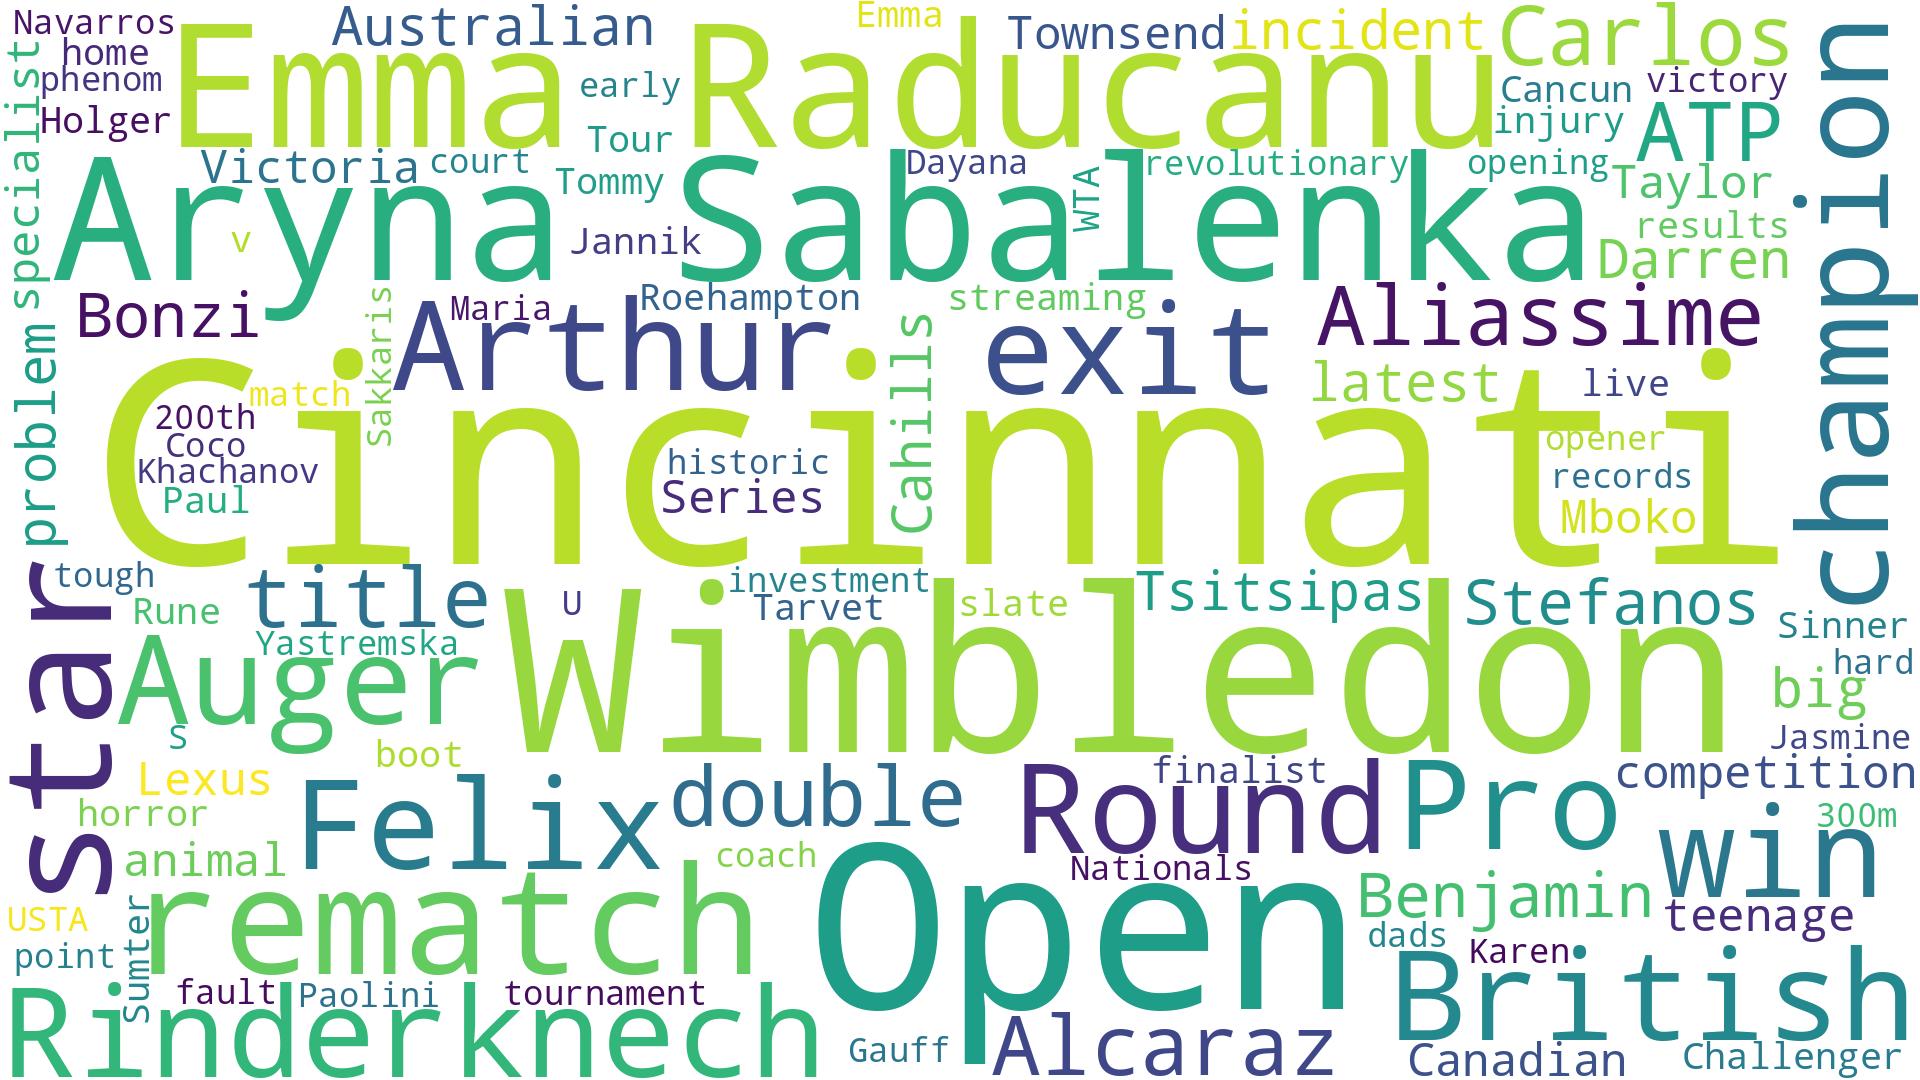 Navarros
Australian
Emma
Townsend
incident
Carlos
home
phenom
Holger
Emma
early
Raducanu
Cancun
victory
injury
ATP
champion
specialist
Tour
Victoria
court
Tommy
Dayana
WTA
revolutionary
opening
Taylor
results
Aryna
v
Jannik
Sabalenka
Darren
Bonzi
Sakkaris
Maria
Arthur
Roehampton
streaming
exit
Aliassime
problem
match
200th
Coco
Khachanov
Paul
Cincinnati
historic
Series
Cahills
latest
live
opener
records
Mboko
star
tough
Rune
title
Yastremska
U
investment
Tarvet
slate
Tsitsipas
Stefanos
Sinner
hard
Auger
Wimbledon
big
S
boot
Jasmine
Lexus
horror
Felix
double
Round
finalist
Pro
competition
300m
win
animal
coach
Nationals
rematch
Open
Benjamin
teenage
USTA
point
Sumter
dads
Karen
British
fault
Paolini
tournament
Rinderknech
Gauff
Alcaraz
Canadian
Challenger